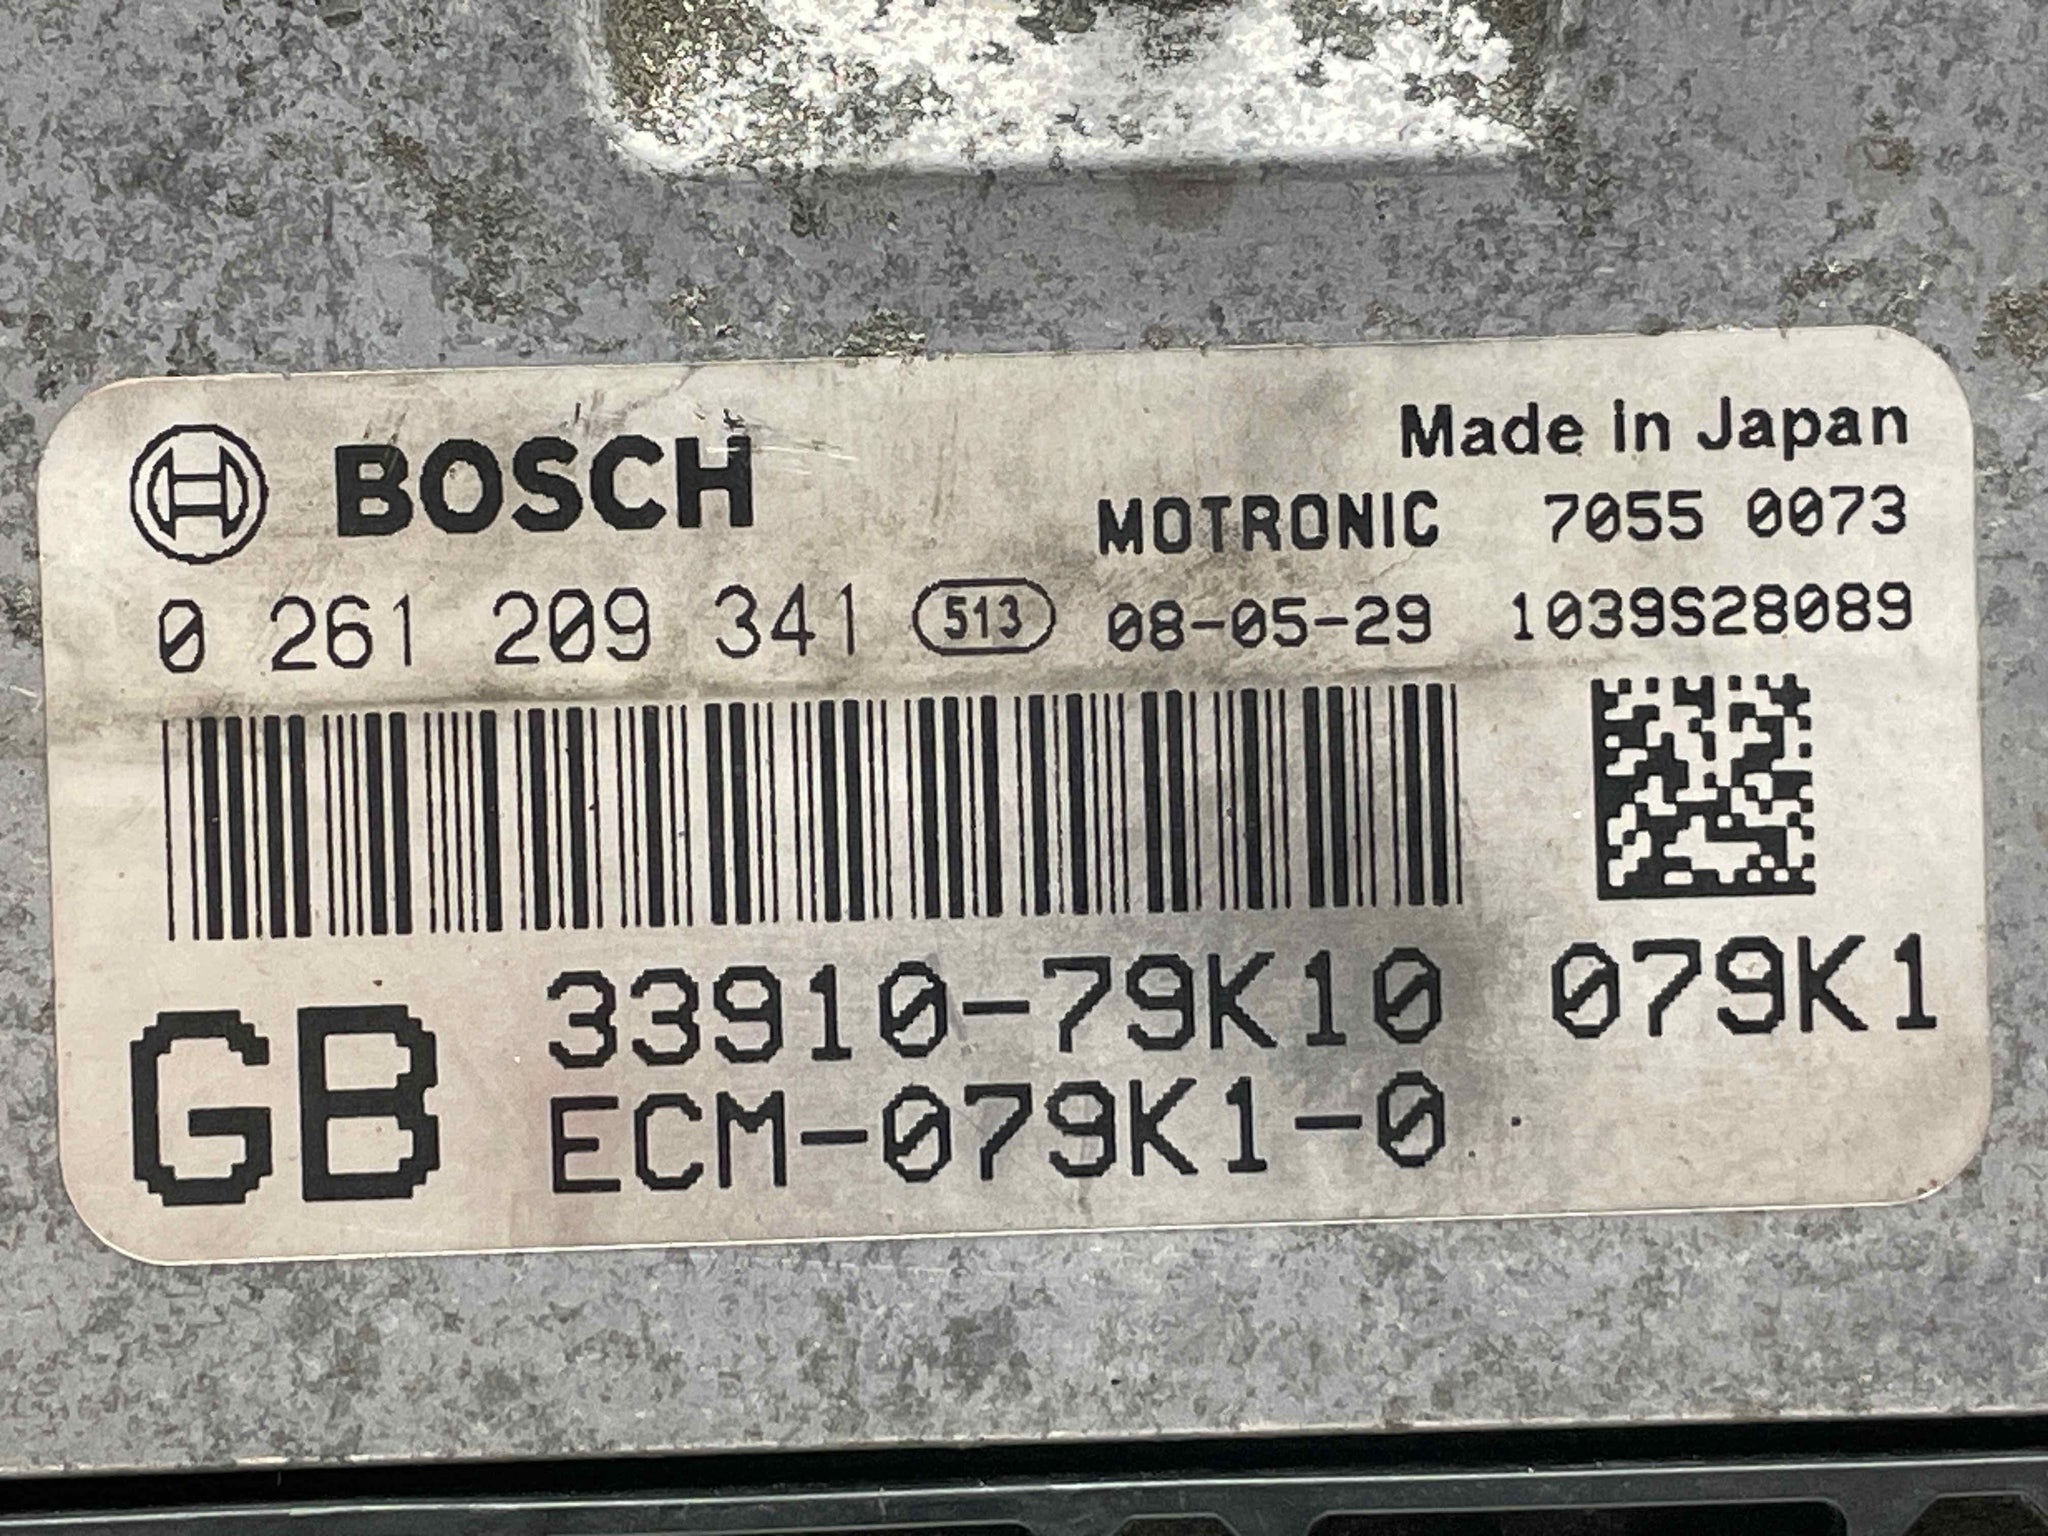 BOSCH
Made in Japan
MOTRONIC 7055 0073
0 261 209 341 513 08-05-29 1039S28089
GB 33910-79K10 079K1
ECM-079K1-0